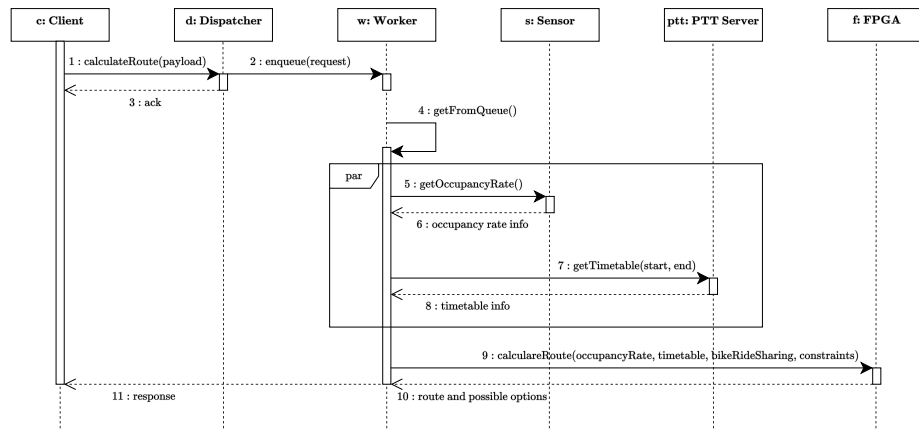 c: Client
d: Dispatcher
w: Worker
s: Sensor
ptt: PTT Server
f: FPGA
1 : calculateRoute(payload)
2 : enqueue(request)
3 : ack
4 : getFromQueue()
par
5 : getOccupancyRate()
6 : occupancy rate info
7 : getTimetable(start, end)
8 : timetable info
9 : calculareRoute(occupancyRate, timetable, bikeRideSharing, constraints)
10 : route and possible options
11 : response